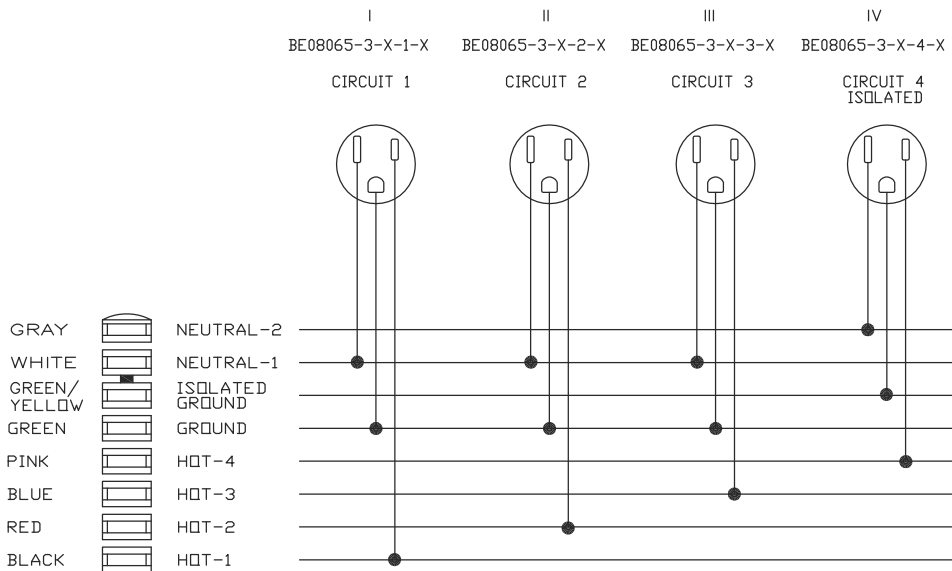 I II III IV
BE08065-3-X-1-X BE08065-3-X-2-X BE08065-3-X-3-X BE08065-3-X-4-X
CIRCUIT 1 CIRCUIT 2 CIRCUIT 3 CIRCUIT 4
ISOLATED
GRAY NEUTRAL-2
WHITE NEUTRAL-1
GREEN/ ISOLATED
YELLOW GROUND
GREEN GROUND
PINK HOT-4
BLUE HOT-3
RED HOT-2
BLACK HOT-1